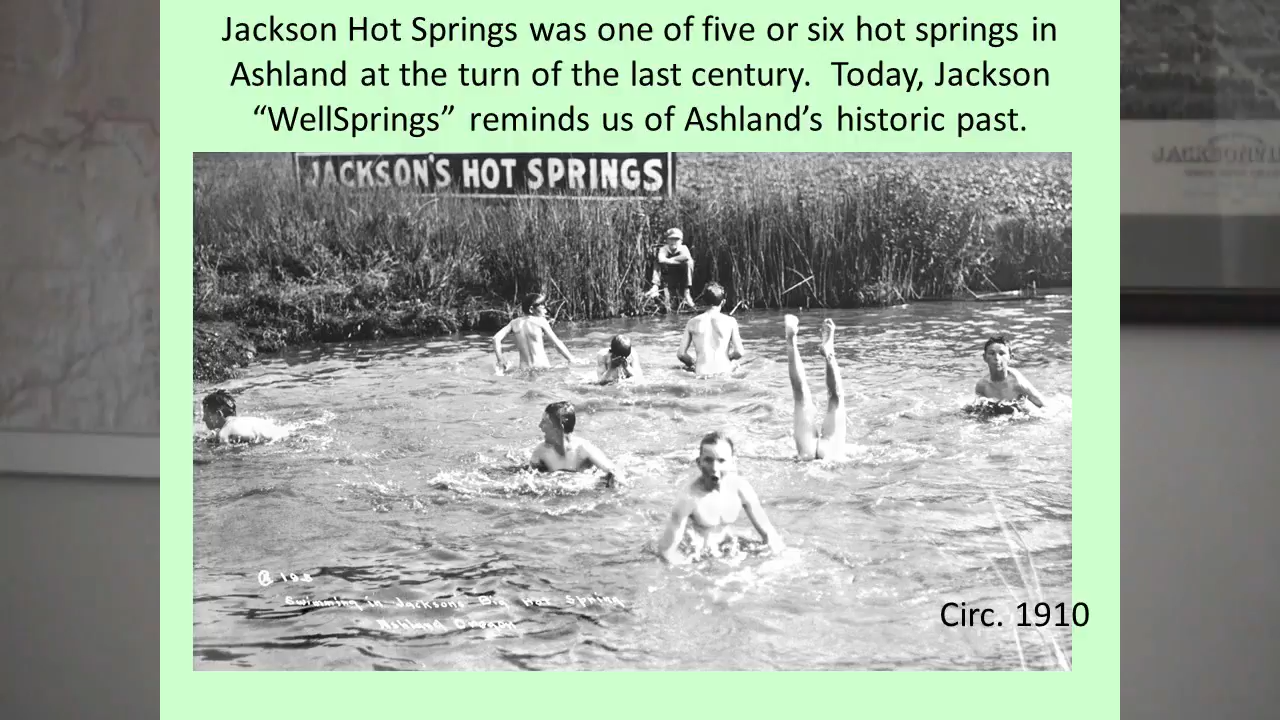 Jackson Hot Springs was one of five or six hot springs in
Ashland at the turn of the last century. Today, Jackson
“WellSprings” reminds us of Ashland’s historic past.
JACKSON'S HOT SPRINGS
Swimming in Jacksons Big Hot Spring
Ashland Oregon
Circ. 1910